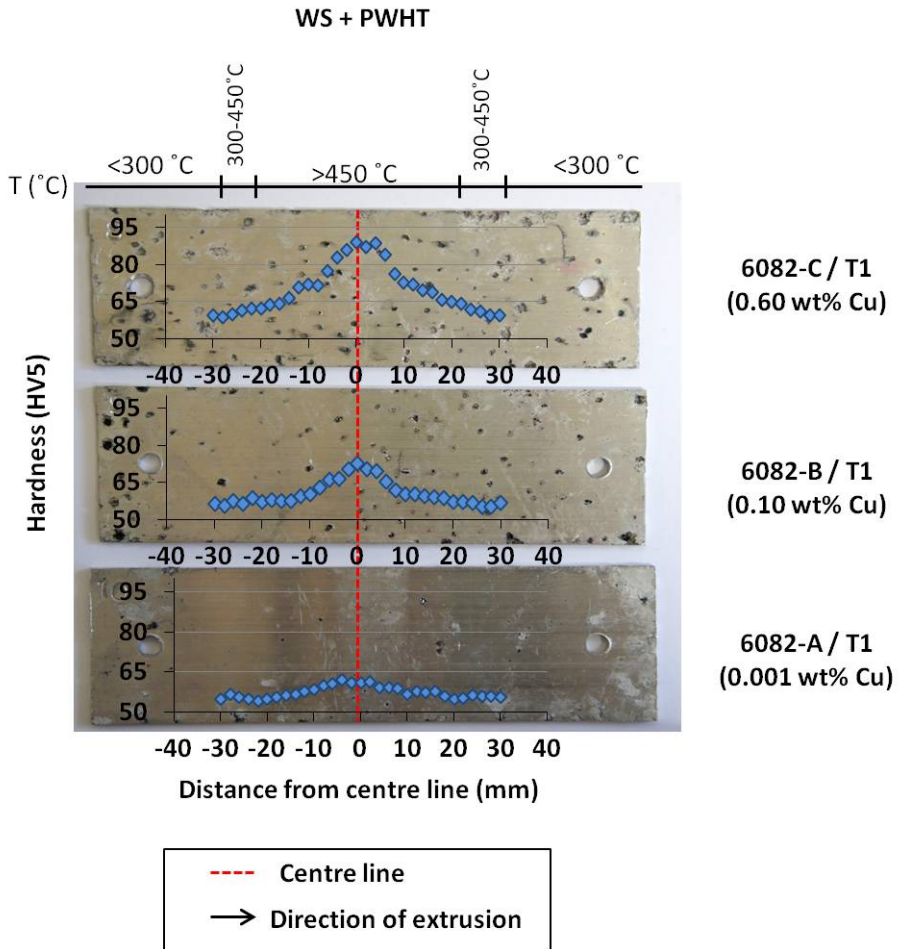 WS + PWHT
300-450˚C
300-450˚C
<300 ˚C
>450 ˚C
<300 ˚C
T (˚C)
Hardness (HV5)
95
80
65
50
-40 -30 -20 -10 0 10 20 30 40
6082-C / T1
(0.60 wt% Cu)
95
80
65
50
-40 -30 -20 -10 0 10 20 30 40
6082-B / T1
(0.10 wt% Cu)
95
80
65
50
-40 -30 -20 -10 0 10 20 30 40
6082-A / T1
(0.001 wt% Cu)
Distance from centre line (mm)
Centre line
Direction of extrusion